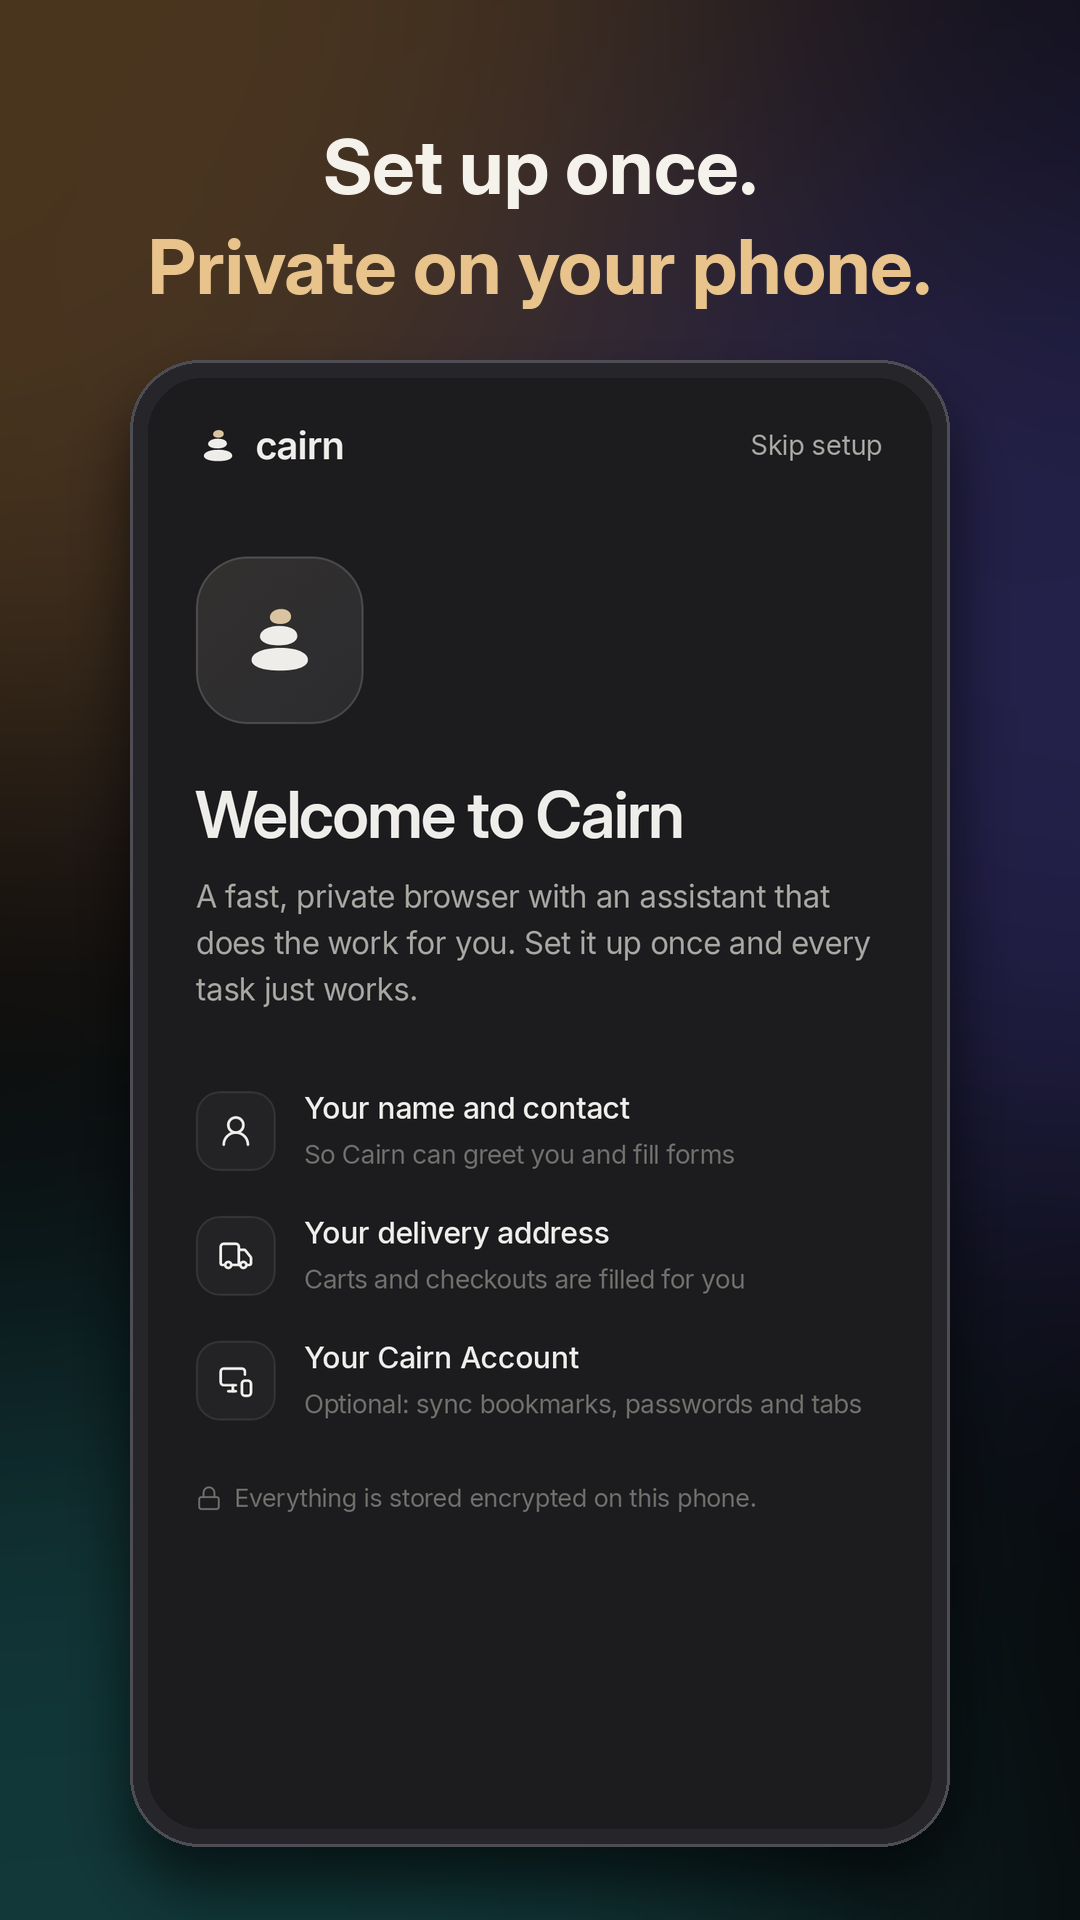 Set up once.
Private on your phone.
cairn
Skip setup
Welcome to Cairn
A fast, private browser with an assistant that
does the work for you. Set it up once and every
task just works.
Your name and contact
So Cairn can greet you and fill forms
Your delivery address
Carts and checkouts are filled for you
Your Cairn Account
Optional: sync bookmarks, passwords and tabs
Everything is stored encrypted on this phone.